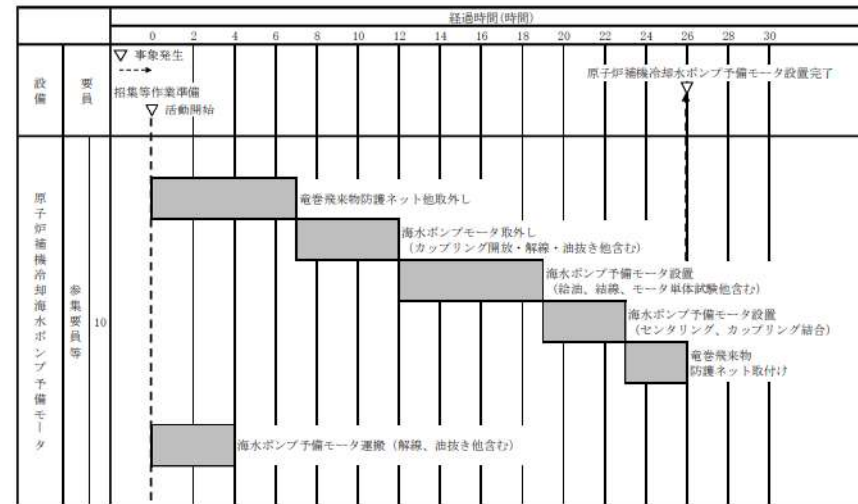 経過時間(時間)
0 2 4 6 8 10 12 14 16 18 20 22 24 26 28 30
設備
要員
▽ 事象発生
招集等作業準備
▽ 活動開始
原子炉補機冷却水ポンプ予備モータ設置完了
▽
原子炉補機冷却海水ポンプ予備モータ
参集要員等
10
竜巻飛来物防護ネット他取外し
海水ポンプモータ取外し
(カップリング開放・解線・油抜き他含む)
海水ポンプ予備モータ設置
(給油、結線、モータ単体試験他含む)
海水ポンプ予備モータ設置
(センタリング、カップリング結合)
竜巻飛来物
防護ネット取付け
海水ポンプ予備モータ運搬(解線、油抜き他含む)